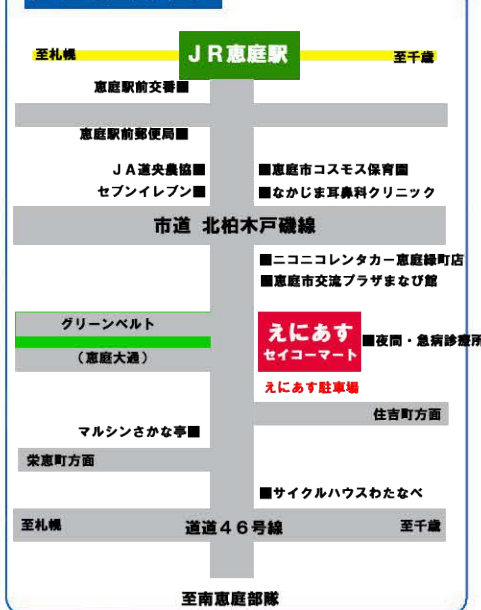 至札幌
JR恵庭駅
至千歳
恵庭駅前交番■
恵庭駅前郵便局■
JA道央農協■
■恵庭市コスモス保育園
セブンイレブン■
■なかじま耳鼻科クリニック
市道 北柏木戸磯線
■ニコニコレンタカー恵庭緑町店
■恵庭市交流プラザまなび館
グリーンベルト
(恵庭大通)
えにあす
セイコーマート
■夜間・急病診療所
えにあす駐車場
住吉町方面
マルシンさかな亭■
栄恵町方面
■サイクルハウスわたなべ
至札幌
道道46号線
至千歳
至南恵庭部隊